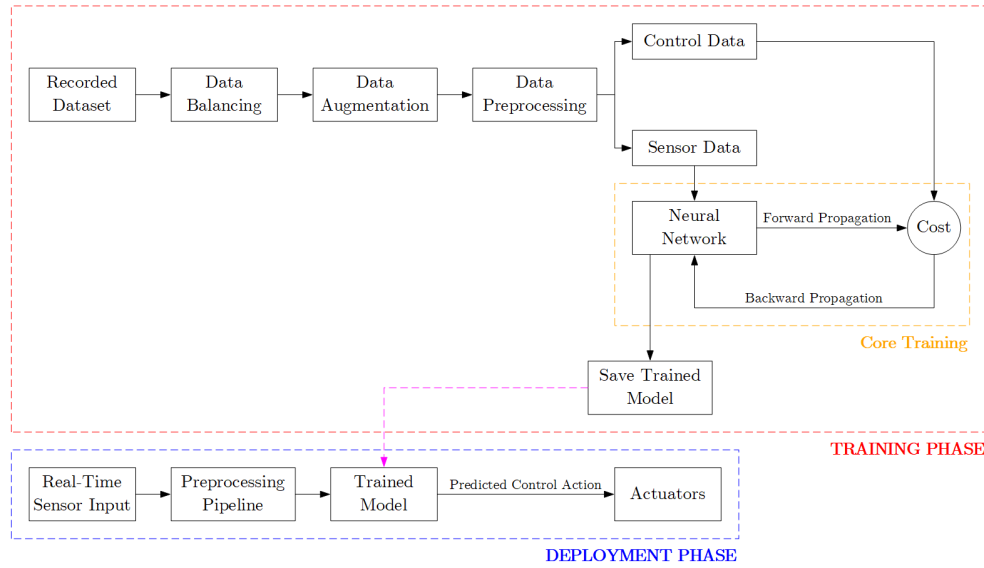 Control Data
Recorded
Dataset
Data
Balancing
Data
Augmentation
Data
Preprocessing
Sensor Data
Neural
Network
Forward Propagation
Cost
Backward Propagation
Core Training
Save Trained
Model
TRAINING PHASE
Real-Time
Sensor Input
Preprocessing
Pipeline
Trained
Model
Predicted Control Action
Actuators
DEPLOYMENT PHASE